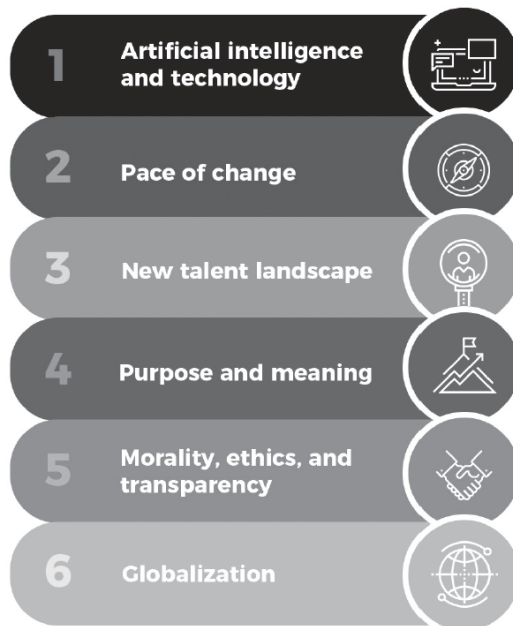 1
Artificial intelligence
and technology
2
Pace of change
3
New talent landscape
4
Purpose and meaning
5
Morality, ethics, and
transparency
6
Globalization